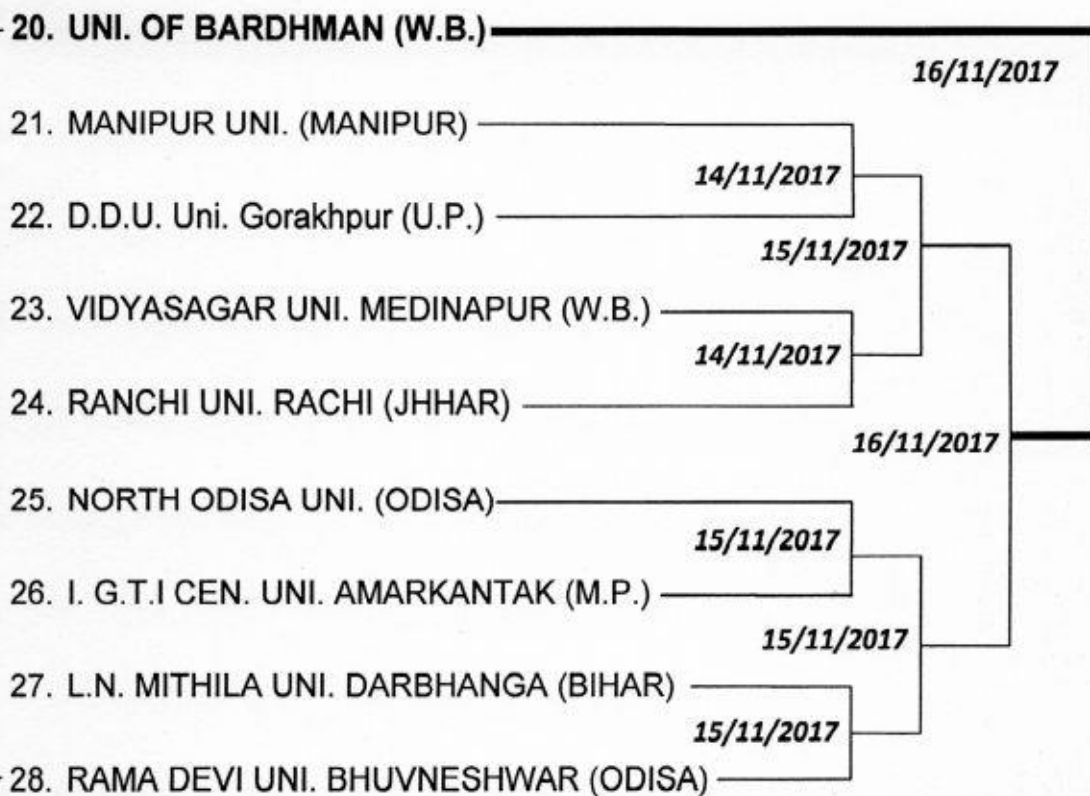 20. UNI. OF BARDHMAN (W.B.)
16/11/2017
21. MANIPUR UNI. (MANIPUR)
14/11/2017
22. D.D.U. Uni. Gorakhpur (U.P.)
15/11/2017
23. VIDYASAGAR UNI. MEDINAPUR (W.B.)
14/11/2017
24. RANCHI UNI. RACHI (JHHAR)
16/11/2017
25. NORTH ODISA UNI. (ODISA)
15/11/2017
26. I. G.T.I CEN. UNI. AMARKANTAK (M.P.)
15/11/2017
27. L.N. MITHILA UNI. DARBHANGA (BIHAR)
15/11/2017
28. RAMA DEVI UNI. BHUVNESHWAR (ODISA)